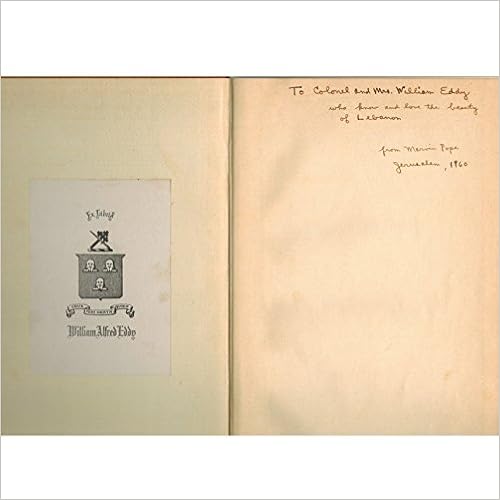 Ex Libris
William Alfred Eddy
To Colonel and Mrs. William Eddy
who know and love the beauty
of Lebanon
from Marvin Pope
Jerusalem, 1960